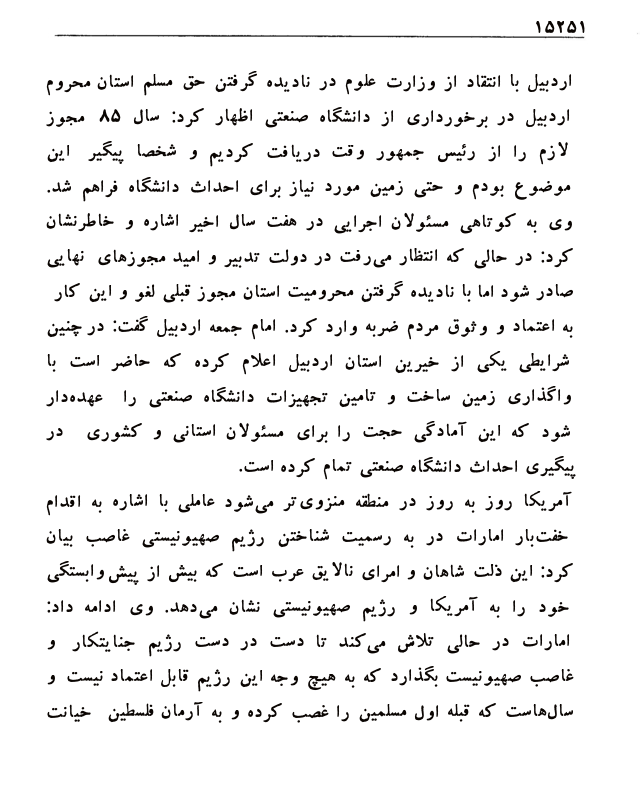 ۱۵۲۵۱
اردبیل با انتقاد از وزارت علوم در نادیده گرفتن حق مسلم استان محروم
اردبیل در برخورداری از دانشگاه صنعتی اظهار کرد: سال ۸۵ مجوز
لازم را از رئیس جمهور وقت دریافت کردیم و شخصا پیگیر این
موضوع بودم و حتی زمین مورد نیاز برای احداث دانشگاه فراهم شد.
وی به کوتاهی مسئولان اجرایی در هفت سال اخیر اشاره و خاطرنشان
کرد: در حالی که انتظار می‌رفت در دولت تدبیر و امید مجوزهای نهایی
صادر شود اما با نادیده گرفتن محرومیت استان مجوز قبلی لغو و این کار
به اعتماد و وثوق مردم ضربه وارد کرد. امام جمعه اردبیل گفت: در چنین
شرایطی یکی از خیرین استان اردبیل اعلام کرده که حاضر است با
واگذاری زمین ساخت و تامین تجهیزات دانشگاه صنعتی را عهده‌دار
شود که این آمادگی حجت را برای مسئولان استانی و کشوری در
پیگیری احداث دانشگاه صنعتی تمام کرده است.
آمریکا روز به روز در منطقه منزوی‌تر می‌شود عاملی با اشاره به اقدام
خفت‌بار امارات در به رسمیت شناختن رژیم صهیونیستی غاصب بیان
کرد: این ذلت شاهان و امرای نالایق عرب است که بیش از پیش وابستگی
خود را به آمریکا و رژیم صهیونیستی نشان می‌دهد. وی ادامه داد:
امارات در حالی تلاش می‌کند تا دست در دست رژیم جنایتکار و
غاصب صهیونیست بگذارد که به هیچ وجه این رژیم قابل اعتماد نیست و
سال‌هاست که قبله اول مسلمین را غصب کرده و به آرمان فلسطین خیانت